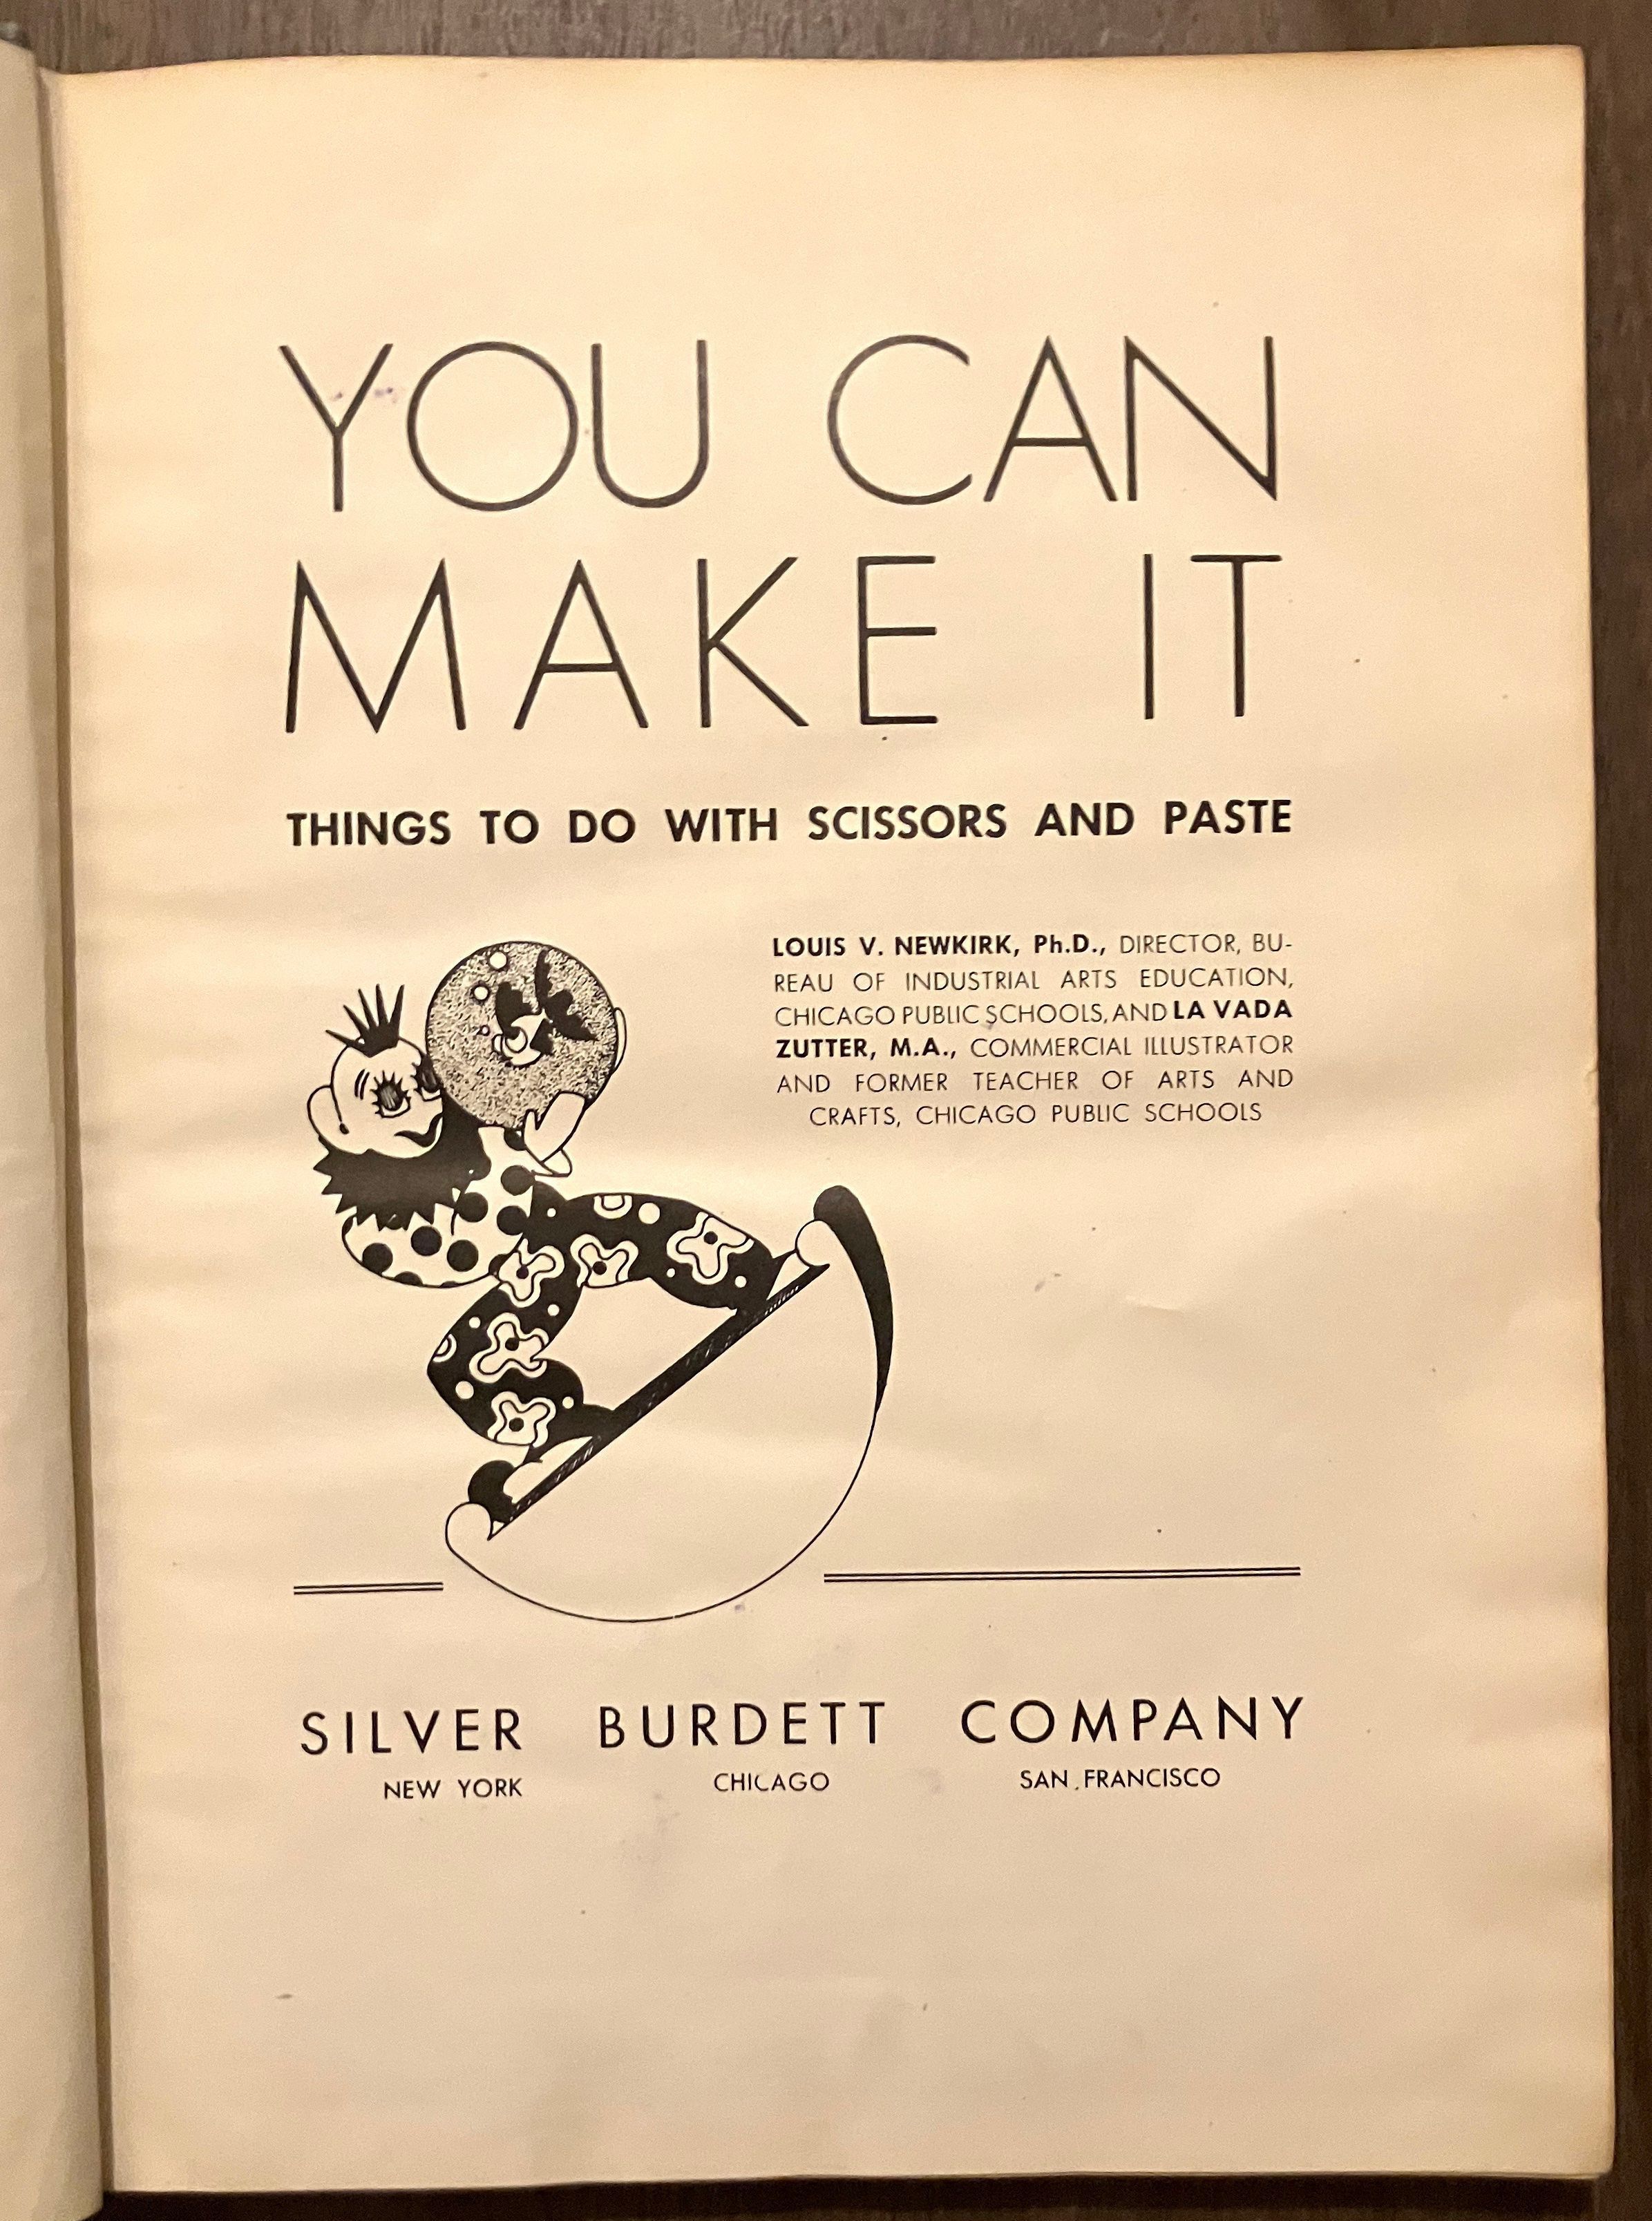 YOU CAN
MAKE IT
THINGS TO DO WITH SCISSORS AND PASTE
LOUIS V. NEWKIRK, Ph.D., DIRECTOR, BU-
REAU OF INDUSTRIAL ARTS EDUCATION,
CHICAGO PUBLIC SCHOOLS, AND LA VADA
ZUTTER, M.A., COMMERCIAL ILLUSTRATOR
AND FORMER TEACHER OF ARTS AND
CRAFTS, CHICAGO PUBLIC SCHOOLS
SILVER BURDETT COMPANY
NEW YORK CHICAGO SAN FRANCISCO